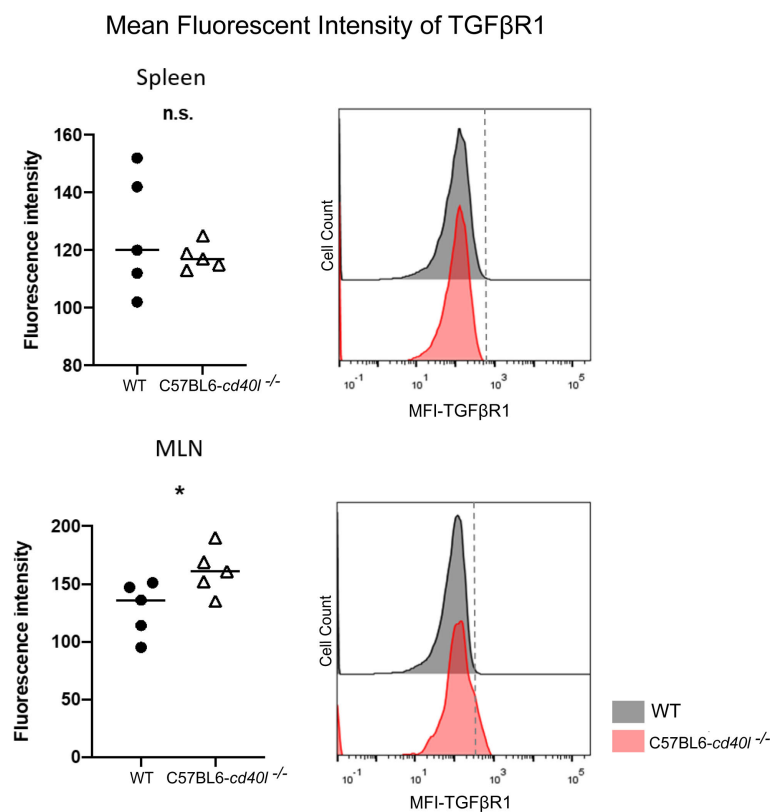 Mean Fluorescent Intensity of TGFβR1
Spleen
n.s.
Fluorescence intensity
160
140
120
100
80
WT C57BL6-cd40l -/-
Cell Count
10-1 101 103 105
MFI-TGFβR1
MLN
*
Fluorescence intensity
200
150
100
50
0
WT C57BL6-cd40l -/-
Cell Count
10-1 101 103 105
MFI-TGFβR1
WT
C57BL6-cd40l -/-